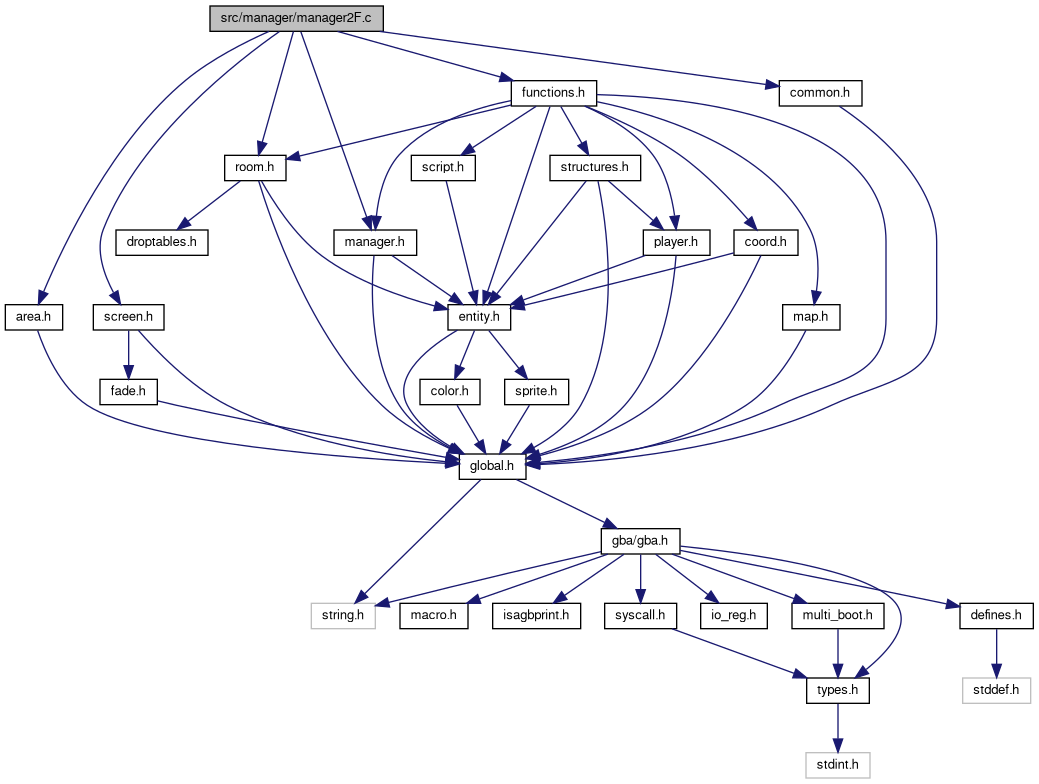 src/manager/manager2F.c
functions.h
common.h
room.h
script.h
structures.h
droptables.h
manager.h
player.h
coord.h
area.h
screen.h
entity.h
map.h
fade.h
color.h
sprite.h
global.h
gba/gba.h
string.h
macro.h
isagbprint.h
syscall.h
io_reg.h
multi_boot.h
defines.h
types.h
stddef.h
stdint.h